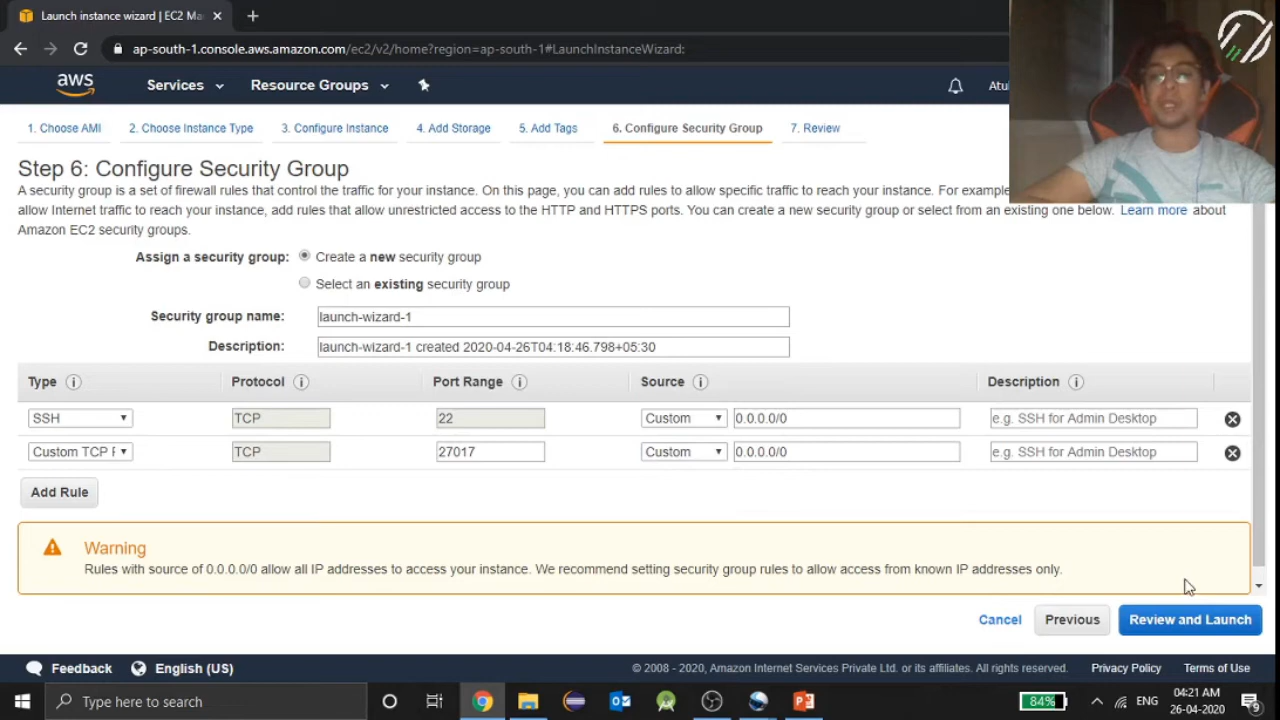 Launch instance wizard | EC2 Ma
ap-south-1.console.aws.amazon.com/ec2/v2/home?region=ap-south-1#LaunchInstanceWizard:
aws Services Resource Groups Atul
1. Choose AMI 2. Choose Instance Type 3. Configure Instance 4. Add Storage 5. Add Tags 6. Configure Security Group 7. Review
Step 6: Configure Security Group
A security group is a set of firewall rules that control the traffic for your instance. On this page, you can add rules to allow specific traffic to reach your instance. For example
allow Internet traffic to reach your instance, add rules that allow unrestricted access to the HTTP and HTTPS ports. You can create a new security group or select from an existing one below. Learn more about
Amazon EC2 security groups.
Assign a security group: Create a new security group
Select an existing security group
Security group name: launch-wizard-1
Description: launch-wizard-1 created 2020-04-26T04:18:46.798+05:30
Type Protocol Port Range Source Description
SSH TCP 22 Custom 0.0.0.0/0 e.g. SSH for Admin Desktop
Custom TCP TCP 27017 Custom 0.0.0.0/0 e.g. SSH for Admin Desktop
Add Rule
Warning
Rules with source of 0.0.0.0/0 allow all IP addresses to access your instance. We recommend setting security group rules to allow access from known IP addresses only.
Cancel Previous Review and Launch
Feedback English (US) © 2008 - 2020, Amazon Internet Services Private Ltd. or its affiliates. All rights reserved. Privacy Policy Terms of Use
Type here to search 84% ENG 04:21 AM
26-04-2020 9